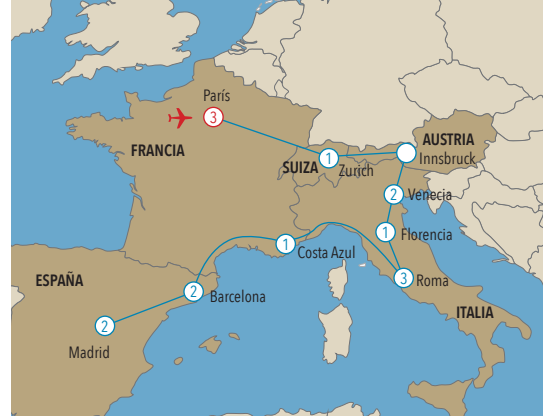 París
3
FRANCIA
AUSTRIA
Innsbruck
1
SUIZA
Zurich
2
Venecia
1
Florencia
1
Costa Azul
ESPAÑA
3
Roma
2
Barcelona
ITALIA
2
Madrid